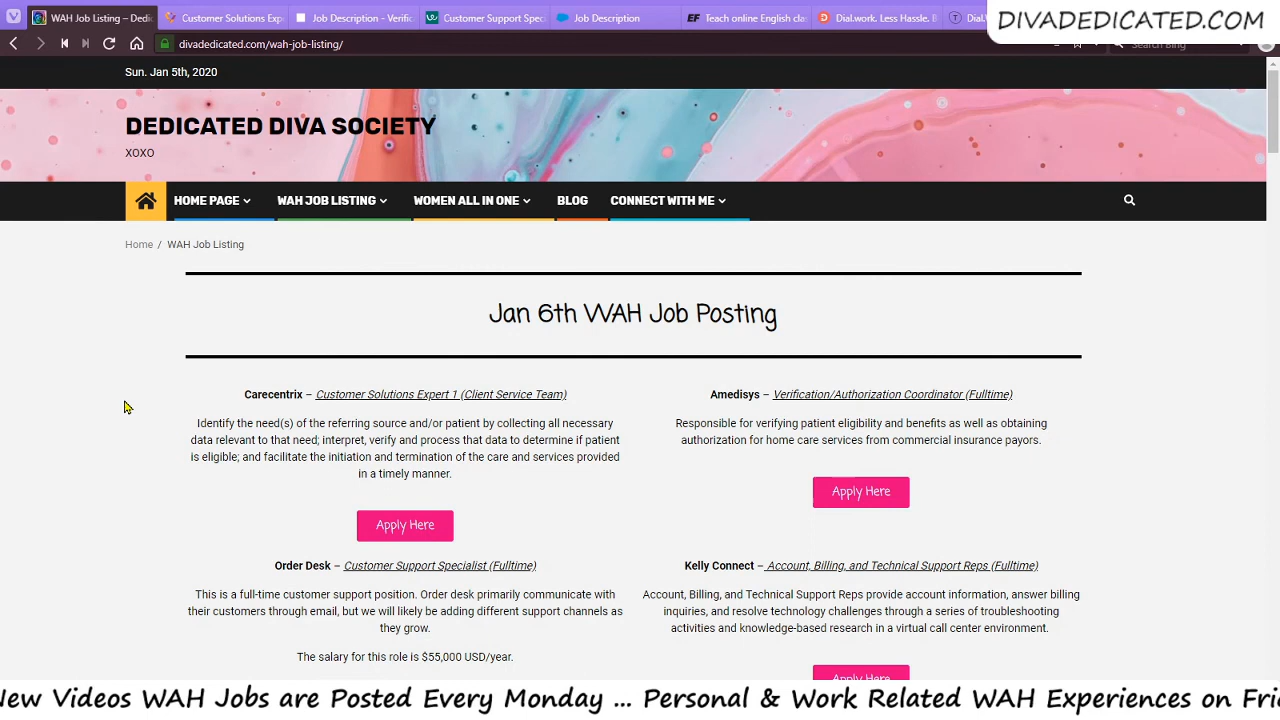 WAH Job Listing – Dedic
Customer Solutions Exp
Job Description - Verific
Customer Support Spec
Job Description
Teach online English clas
Dial.work. Less Hassle. B
Dial.
DIVADEDICATED.COM
divadedicated.com/wah-job-listing/
Search Bing
Sun. Jan 5th, 2020
DEDICATED DIVA SOCIETY
XOXO
HOME PAGE
WAH JOB LISTING
WOMEN ALL IN ONE
BLOG
CONNECT WITH ME
Home / WAH Job Listing
Jan 6th WAH Job Posting
Carecentrix – Customer Solutions Expert 1 (Client Service Team)
Identify the need(s) of the referring source and/or patient by collecting all necessary
data relevant to that need; interpret, verify and process that data to determine if patient
is eligible; and facilitate the initiation and termination of the care and services provided
in a timely manner.
Apply Here
Amedisys – Verification/Authorization Coordinator (Fulltime)
Responsible for verifying patient eligibility and benefits as well as obtaining
authorization for home care services from commercial insurance payors.
Apply Here
Order Desk – Customer Support Specialist (Fulltime)
This is a full-time customer support position. Order desk primarily communicate with
their customers through email, but we will likely be adding different support channels as
they grow.
The salary for this role is $55,000 USD/year.
Kelly Connect – Account, Billing, and Technical Support Reps (Fulltime)
Account, Billing, and Technical Support Reps provide account information, answer billing
inquiries, and resolve technology challenges through a series of troubleshooting
activities and knowledge-based research in a virtual call center environment.
Apply Here
New Videos WAH Jobs are Posted Every Monday ... Personal & Work Related WAH Experiences on Fri